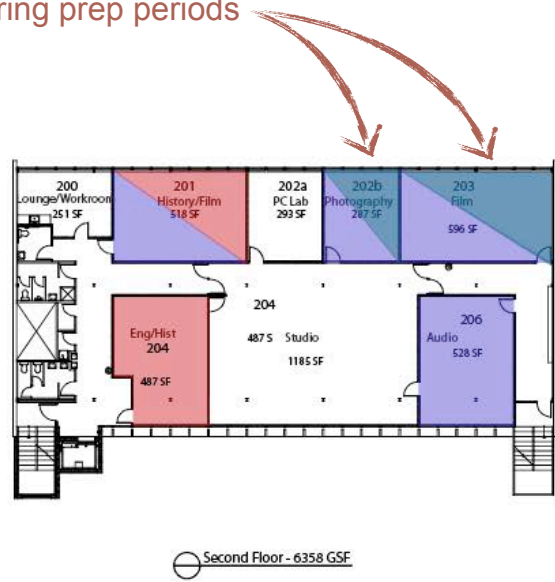 ring prep periods
200
Lounge/Workroom
251 SF
201
History/Film
518 SF
202a
PC Lab
293 SF
202b
Photography
287 SF
203
Film
596 SF
204
487 S Studio
1185 SF
Eng/Hist
204
487 SF
206
Audio
528 SF
Second Floor - 6358 GSF